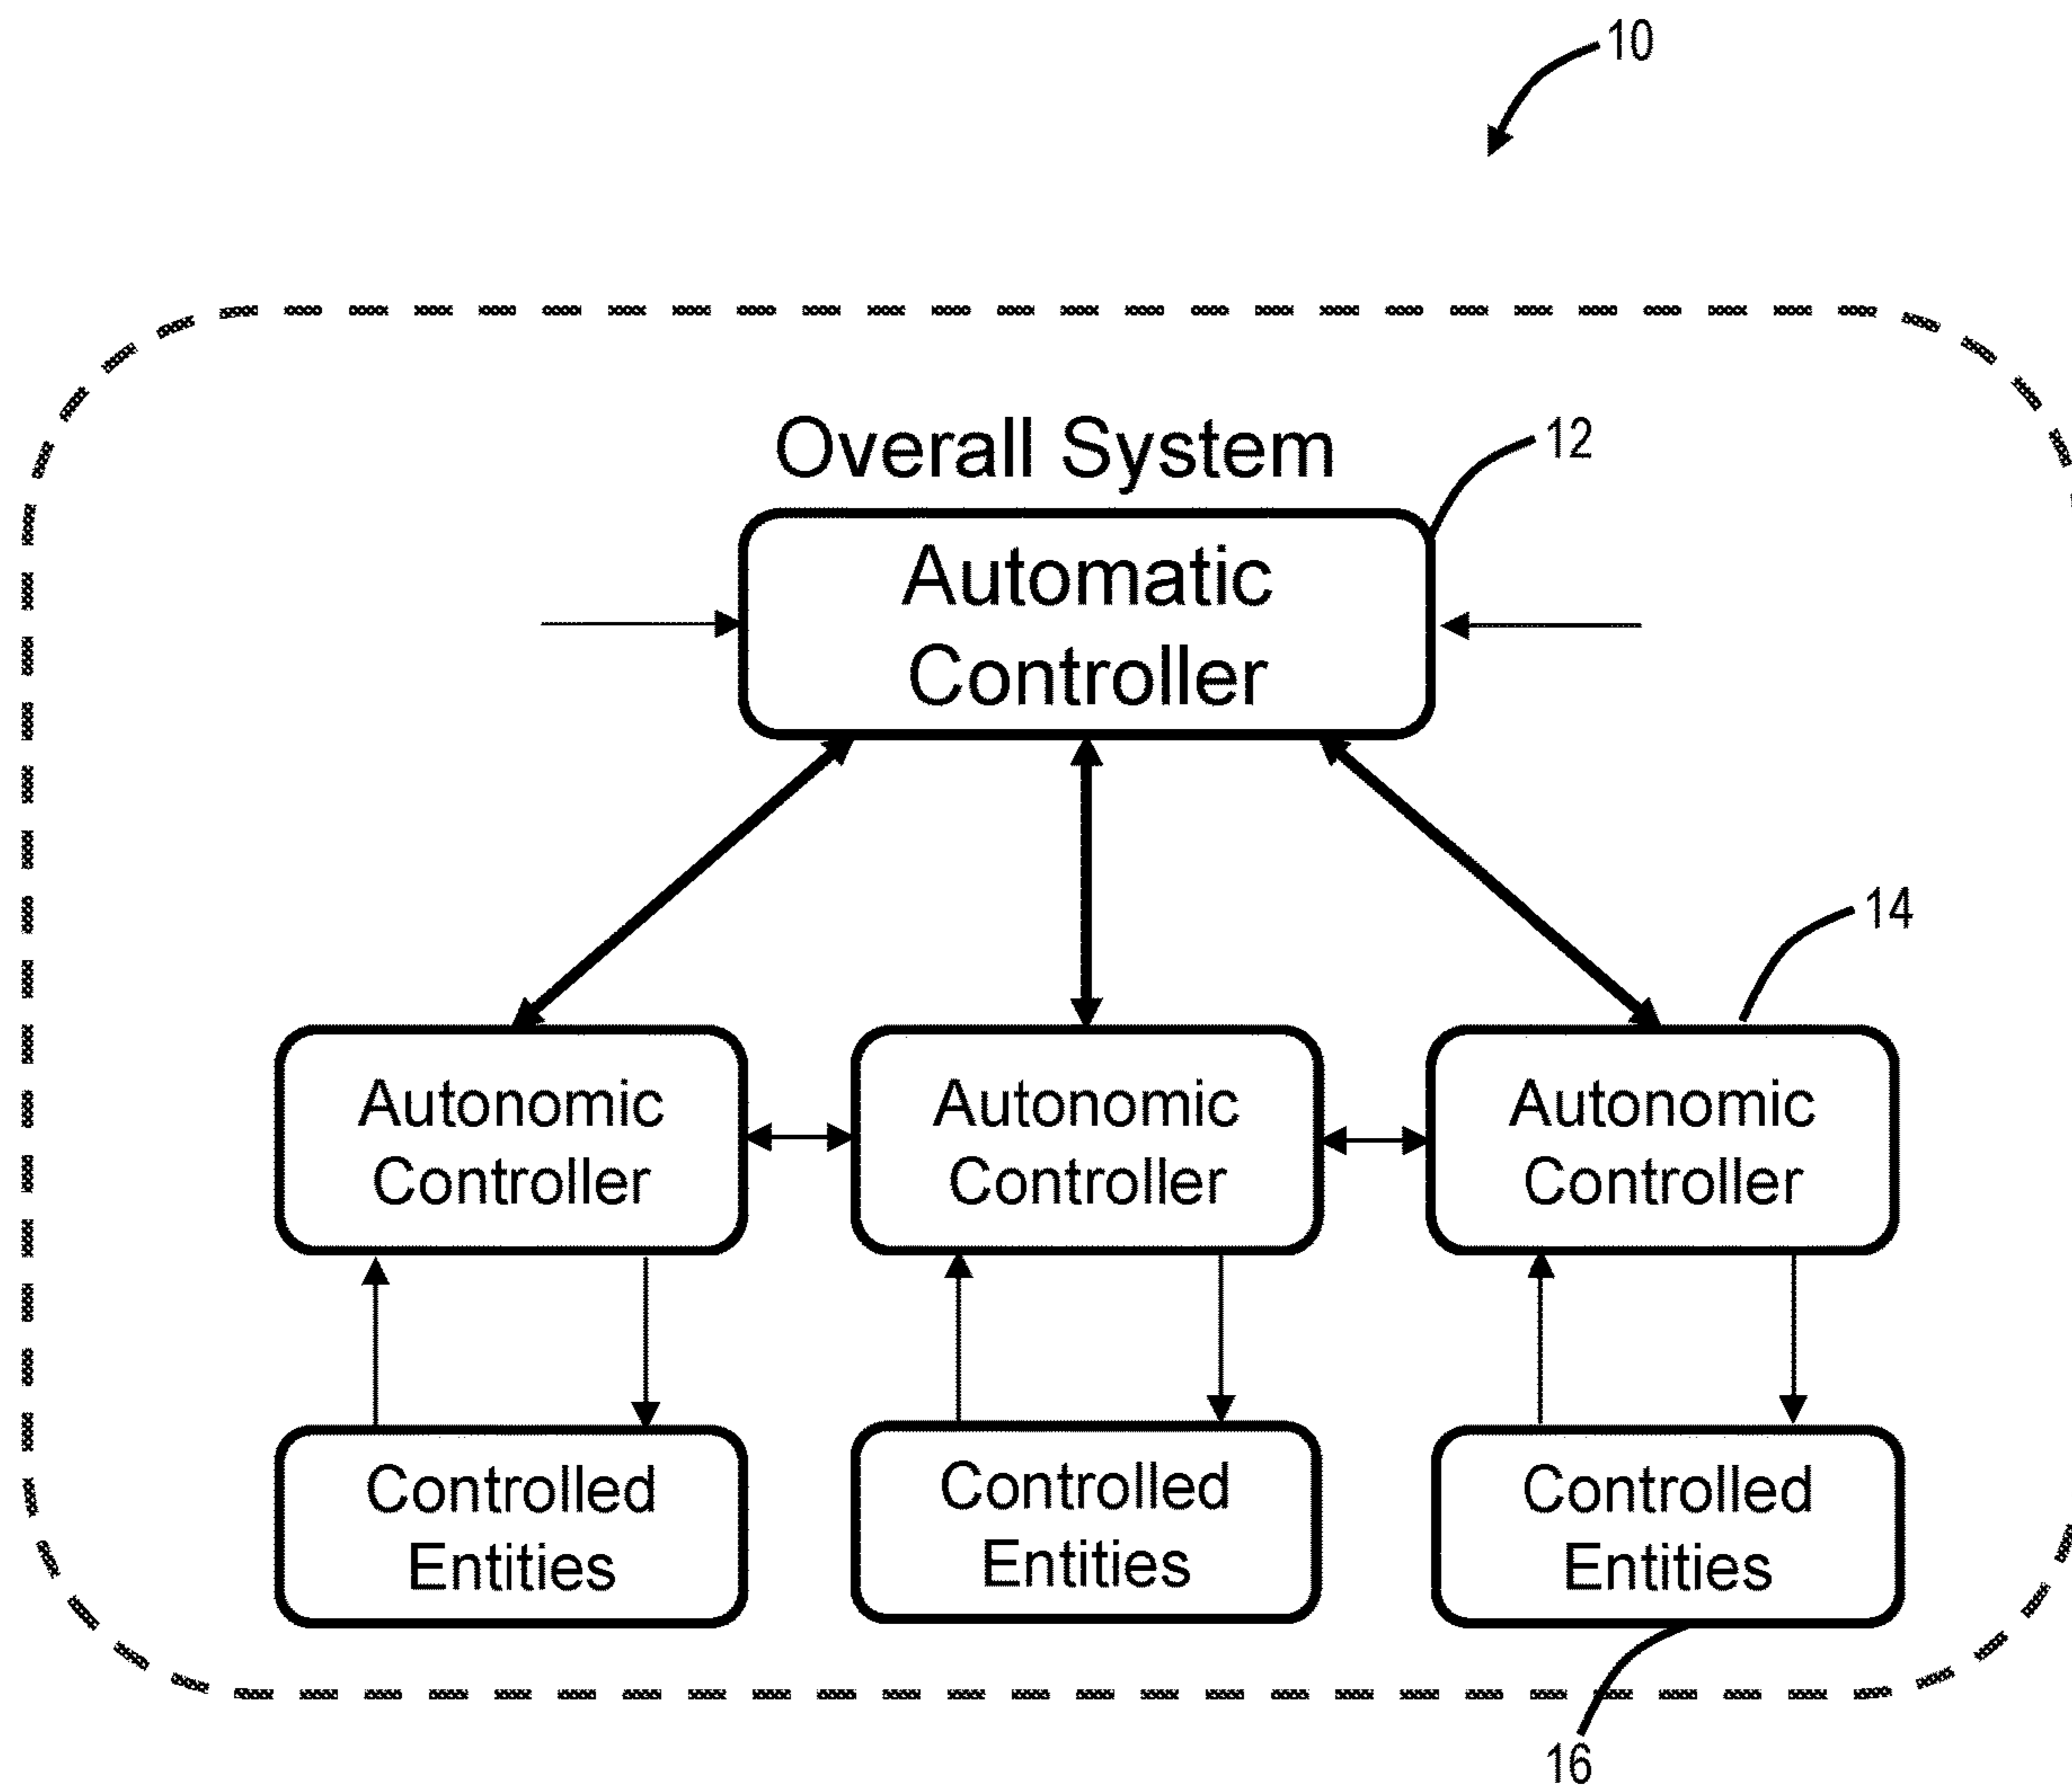 10
Overall System
12
Automatic
Controller
14
Autonomic
Controller
Autonomic
Controller
Autonomic
Controller
Controlled
Entities
Controlled
Entities
Controlled
Entities
16